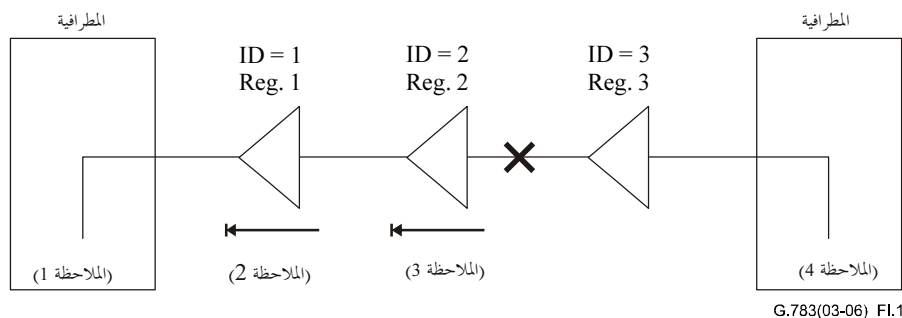 المطرافية
المطرافية
ID = 1
Reg. 1
ID = 2
Reg. 2
ID = 3
Reg. 3
(الملاحظة 1)
(الملاحظة 2)
(الملاحظة 3)
(الملاحظة 4)
G.783(03-06)_FI.1